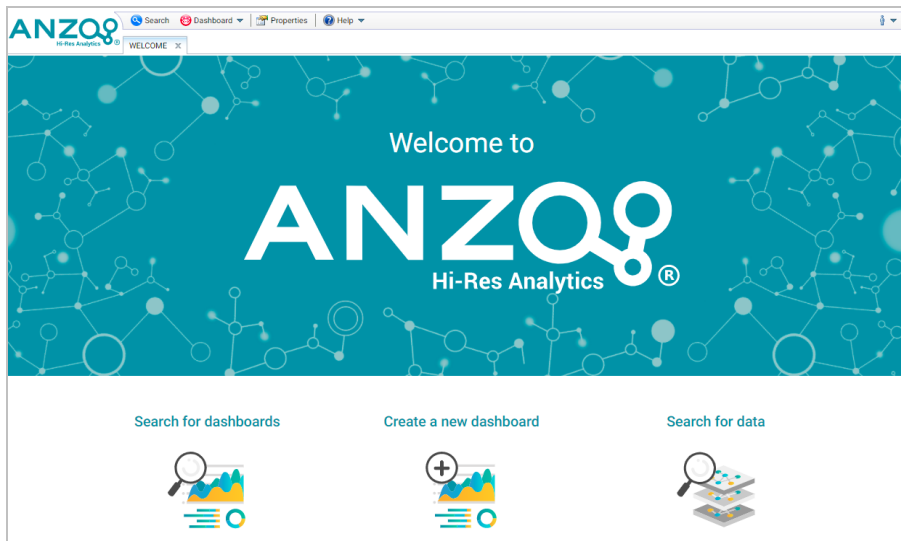 ANZO
Hi-Res Analytics ®
Search Dashboard Properties Help
WELCOME
Welcome to
ANZO
Hi-Res Analytics ®
Search for dashboards Create a new dashboard Search for data